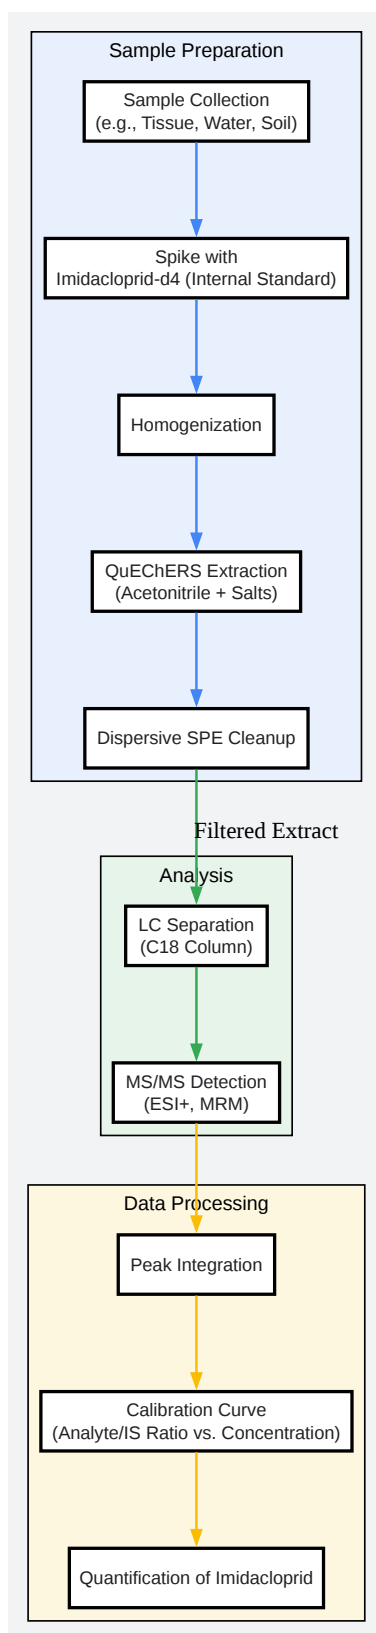 Sample Preparation
Sample Collection
(e.g., Tissue, Water, Soil)
Spike with
Imidacloprid-d4 (Internal Standard)
Homogenization
QuEChERS Extraction
(Acetonitrile + Salts)
Dispersive SPE Cleanup
Filtered Extract
Analysis
LC Separation
(C18 Column)
MS/MS Detection
(ESI+, MRM)
Data Processing
Peak Integration
Calibration Curve
(Analyte/IS Ratio vs. Concentration)
Quantification of Imidacloprid